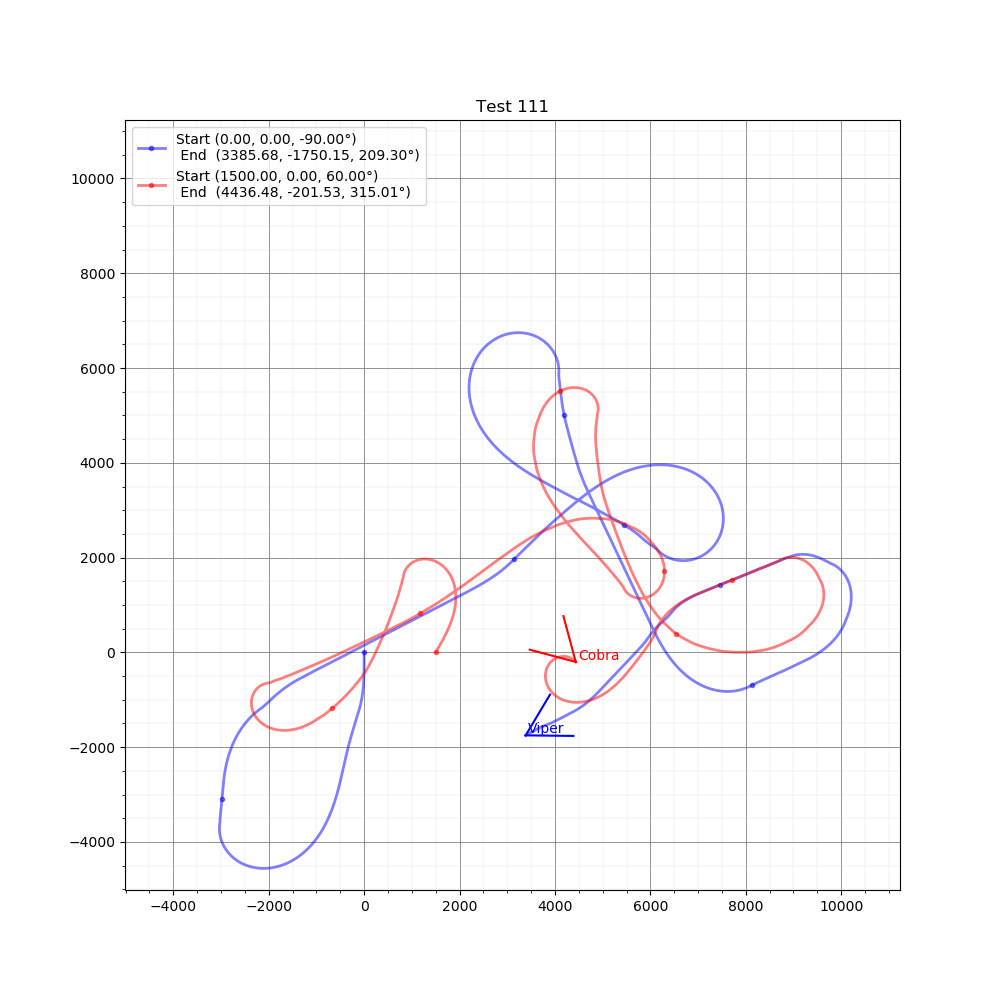 Test 111
Start (0.00, 0.00, -90.00°)
End  (3385.68, -1750.15, 209.30°)
Start (1500.00, 0.00, 60.00°)
End  (4436.48, -201.53, 315.01°)
10000
8000
6000
4000
2000
0
−2000
−4000
Cobra
Viper
−4000 −2000 0 2000 4000 6000 8000 10000